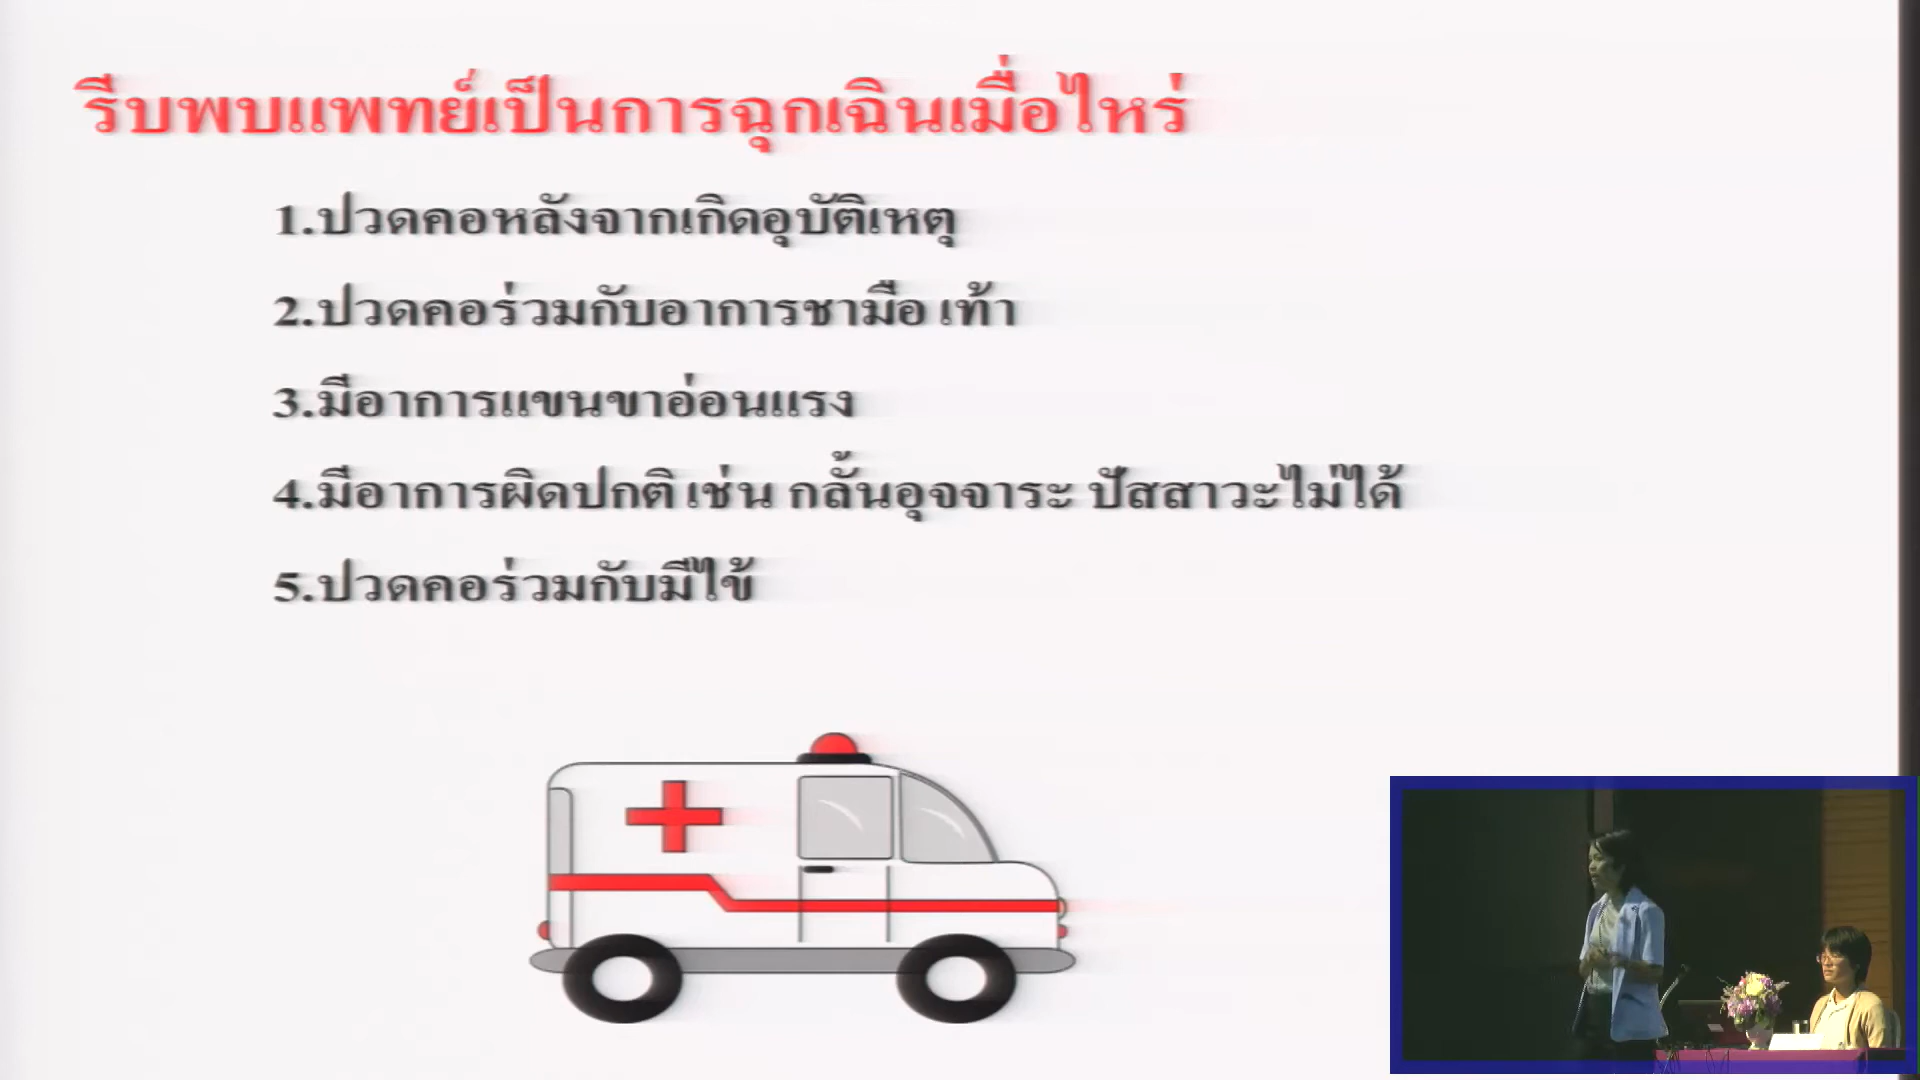 รีบพบแพทย์เป็นการฉุกเฉินเมื่อไหร่
1.ปวดคอหลังจากเกิดอุบัติเหตุ
2.ปวดคอร่วมกับอาการชามือ เท้า
3.มีอาการแขนขาอ่อนแรง
4.มีอาการผิดปกติ เช่น กลั้นอุจจาระ ปัสสาวะไม่ได้
5.ปวดคอร่วมกับมีไข้